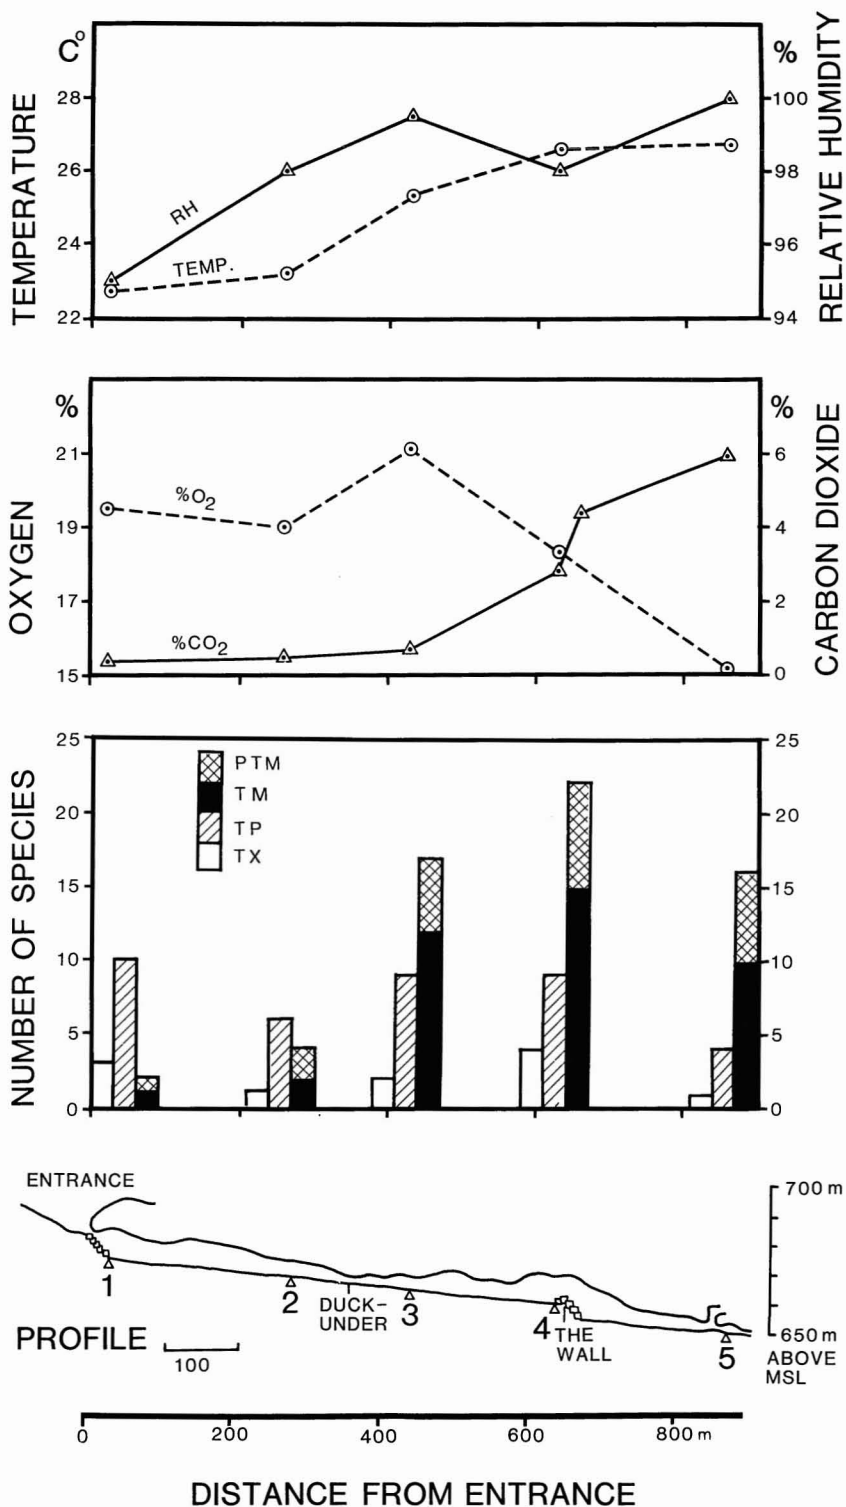 C°
%
TEMPERATURE
RELATIVE HUMIDITY
28
26
24
22
100
98
96
94
RH
TEMP.
%
%
OXYGEN
CARBON DIOXIDE
21
19
17
15
6
4
2
0
%O2
%CO2
NUMBER OF SPECIES
25
20
15
10
5
0
25
20
15
10
5
0
PTM
TM
TP
TX
ENTRANCE
700 m
1
2
DUCK-
UNDER
3
4
THE
WALL
5
650 m
ABOVE
MSL
PROFILE
100
0
200
400
600
800 m
DISTANCE FROM ENTRANCE